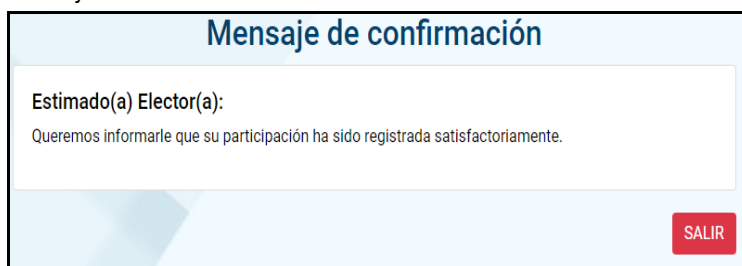 Mensaje de confirmación
Estimado(a) Elector(a):
Queremos informarle que su participación ha sido registrada satisfactoriamente.
SALIR